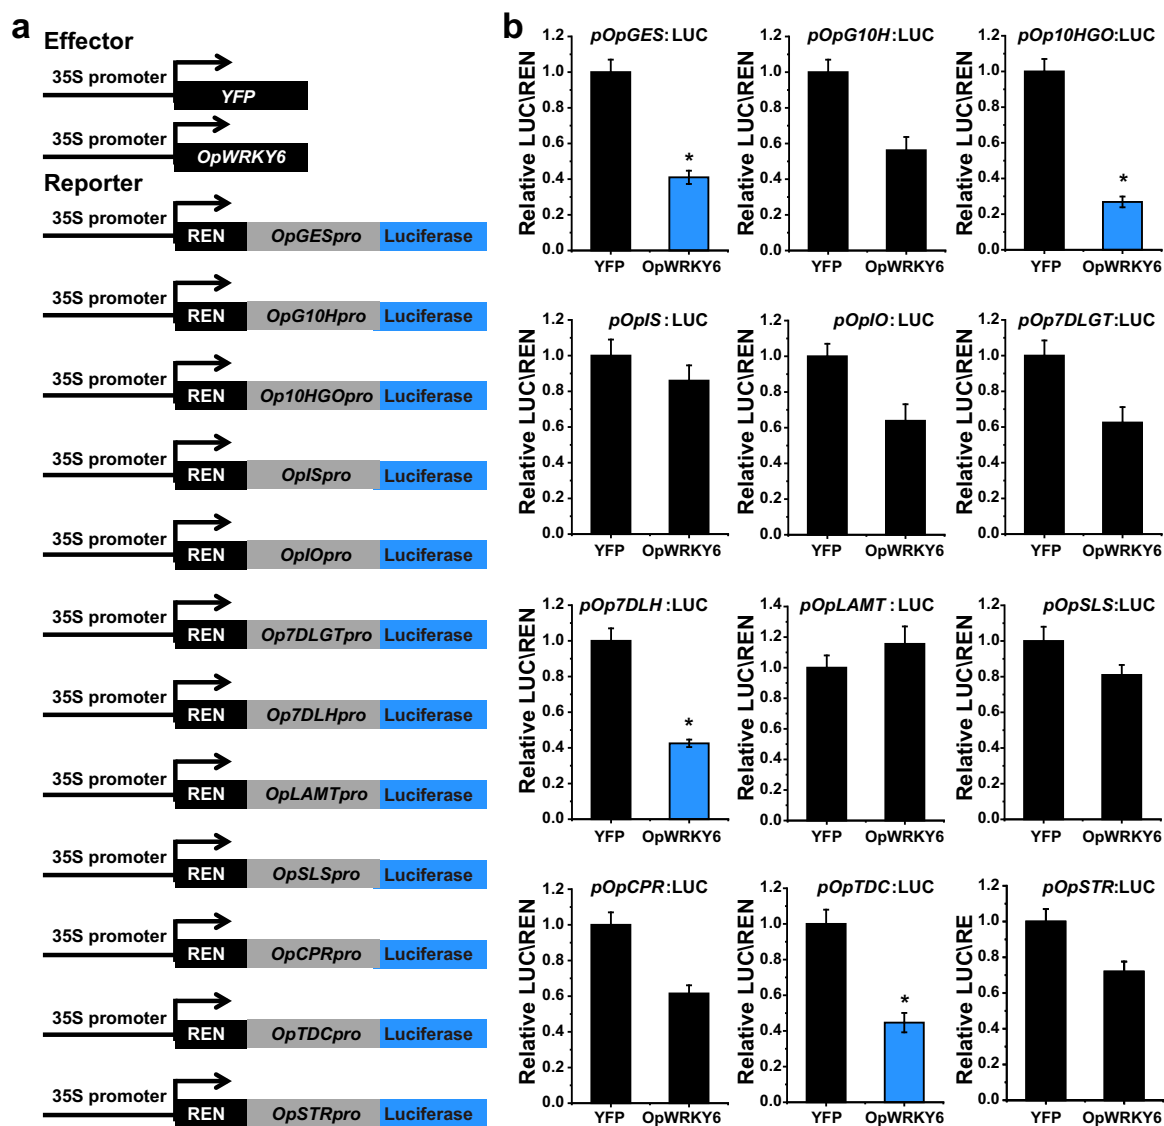 a
Effector
35S promoter
YFP
35S promoter
OpWRKY6
Reporter
35S promoter
REN OpGESpro Luciferase
35S promoter
REN OpG10Hpro Luciferase
35S promoter
REN Op10HGOpro Luciferase
35S promoter
REN OpISpro Luciferase
35S promoter
REN OpIOpro Luciferase
35S promoter
REN Op7DLGTpro Luciferase
35S promoter
REN Op7DLHpro Luciferase
35S promoter
REN OpLAMTpro Luciferase
35S promoter
REN OpSLSpro Luciferase
35S promoter
REN OpCPRpro Luciferase
35S promoter
REN OpTDCpro Luciferase
35S promoter
REN OpSTRpro Luciferase
b
pOpGES:LUC
Relative LUC\REN
1.2
1.0
0.8
0.6
0.4
0.2
0.0
*
YFP OpWRKY6
pOpG10H:LUC
Relative LUC\REN
1.2
1.0
0.8
0.6
0.4
0.2
0.0
YFP OpWRKY6
pOp10HGO:LUC
Relative LUC\REN
1.2
1.0
0.8
0.6
0.4
0.2
0.0
*
YFP OpWRKY6
pOpIS:LUC
Relative LUC\REN
1.2
1.0
0.8
0.6
0.4
0.2
0.0
YFP OpWRKY6
pOpIO:LUC
Relative LUC\REN
1.2
1.0
0.8
0.6
0.4
0.2
0.0
YFP OpWRKY6
pOp7DLGT:LUC
Relative LUC\REN
1.2
1.0
0.8
0.6
0.4
0.2
0.0
YFP OpWRKY6
pOp7DLH:LUC
Relative LUC\REN
1.2
1.0
0.8
0.6
0.4
0.2
0.0
*
YFP OpWRKY6
pOpLAMT:LUC
Relative LUC\REN
1.4
1.2
1.0
0.8
0.6
0.4
0.2
0.0
YFP OpWRKY6
pOpSLS:LUC
Relative LUC\REN
1.2
1.0
0.8
0.6
0.4
0.2
0.0
YFP OpWRKY6
pOpCPR:LUC
Relative LUC\REN
1.2
1.0
0.8
0.6
0.4
0.2
0.0
YFP OpWRKY6
pOpTDC:LUC
Relative LUC\REN
1.2
1.0
0.8
0.6
0.4
0.2
0.0
*
YFP OpWRKY6
pOpSTR:LUC
Relative LUC\RE
1.2
1.0
0.8
0.6
0.4
0.2
0.0
YFP OpWRKY6